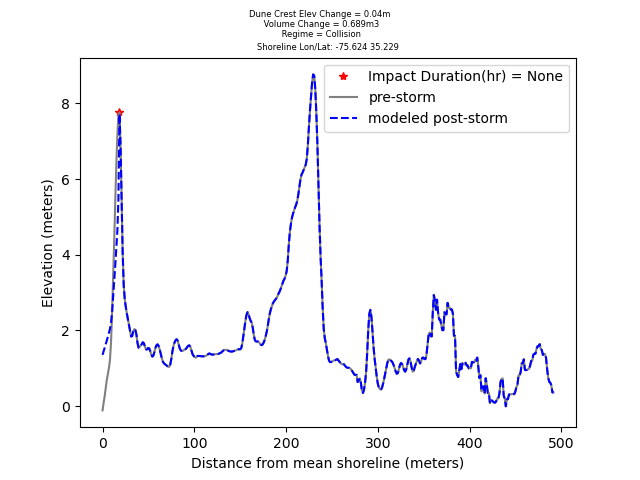 Dune Crest Elev Change = 0.04m
Volume Change = 0.689m3
Regime = Collision
Shoreline Lon/Lat: -75.624 35.229
Impact Duration(hr) = None
pre-storm
modeled post-storm
Elevation (meters)
8
6
4
2
0
0 100 200 300 400 500
Distance from mean shoreline (meters)